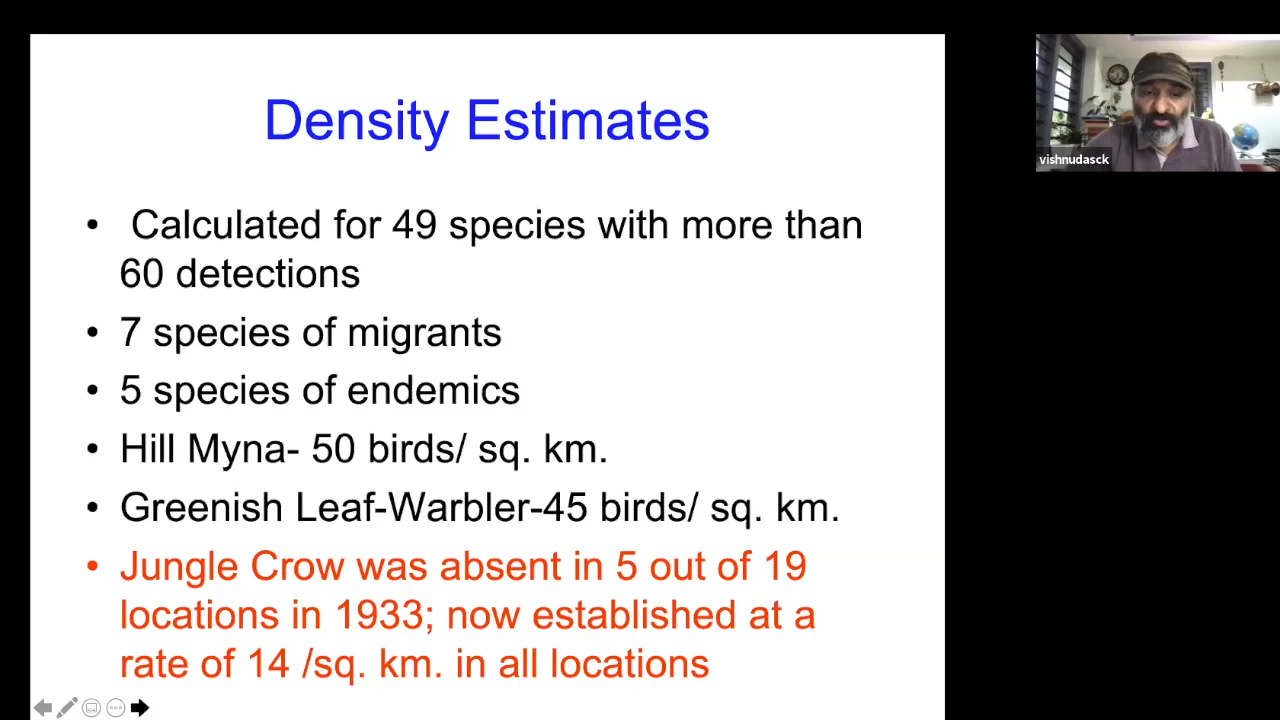 Density Estimates
• Calculated for 49 species with more than
60 detections
• 7 species of migrants
• 5 species of endemics
• Hill Myna- 50 birds/ sq. km.
• Greenish Leaf-Warbler-45 birds/ sq. km.
• Jungle Crow was absent in 5 out of 19
locations in 1933; now established at a
rate of 14 /sq. km. in all locations
vishnudasck